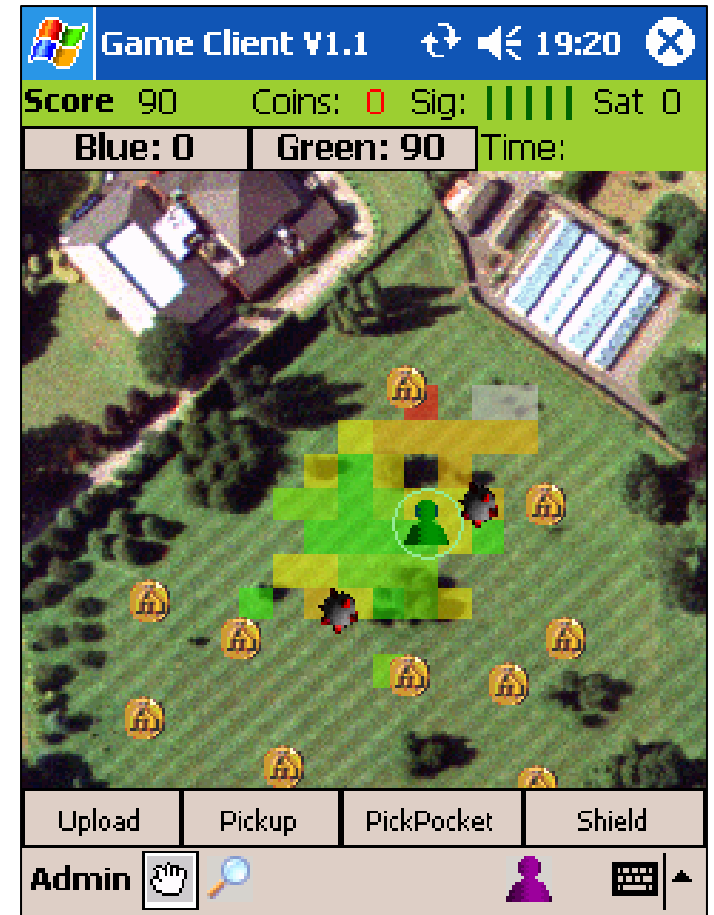 Game Client V1.1 19:20
Score 90 Coins: 0 Sig: Sat 0
Blue: 0 Green: 90 Time:
Upload Pickup PickPocket Shield
Admin